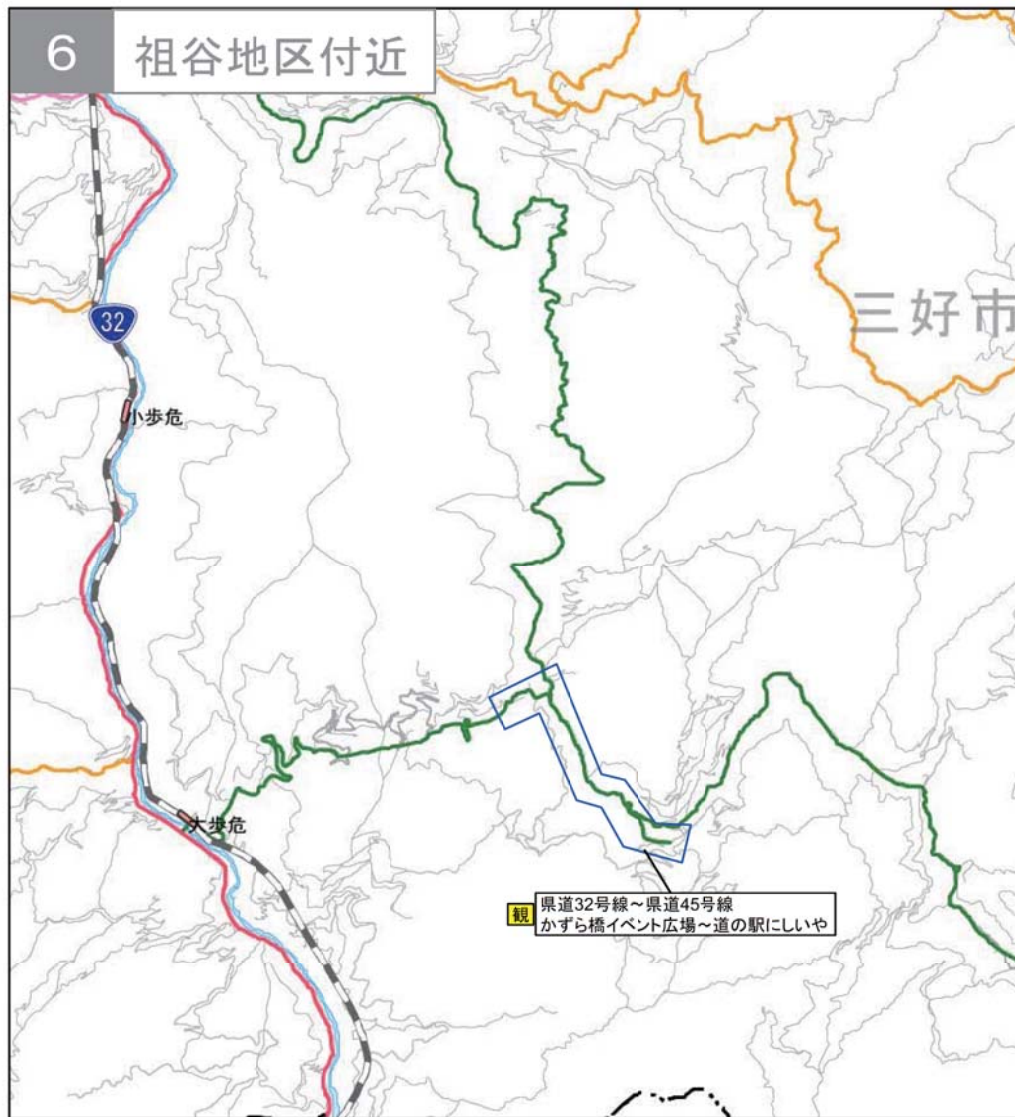 6 祖谷地区付近
三好市
32
小歩危
大歩危
観
県道32号線～県道45号線
かずら橋イベント広場～道の駅にしいや